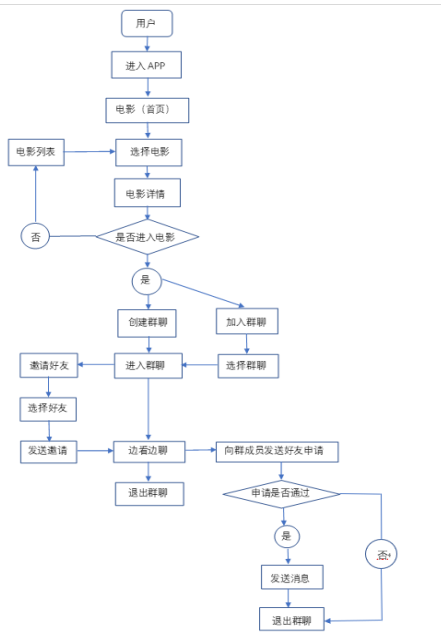 用户
进入 APP
电影（首页）
电影列表
选择电影
电影详情
否
是否进入电影
是
创建群聊
加入群聊
邀请好友
进入群聊
选择群聊
选择好友
发送邀请
边看边聊
向群成员发送好友申请
退出群聊
申请是否通过
是
否
发送消息
退出群聊